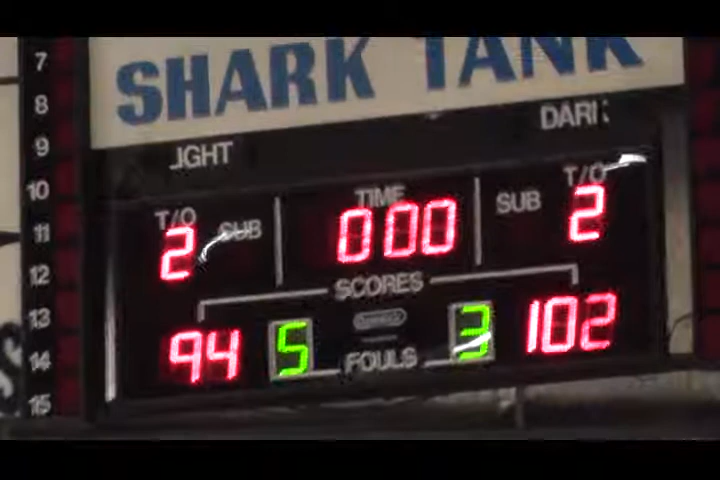 SHARK TANK
LIGHT
DARK
T/O
SUB
TIME
SUB
T/O
2
0 00
2
SCORES
94
5
FOULS
3
102
7
8
9
10
11
12
13
14
15